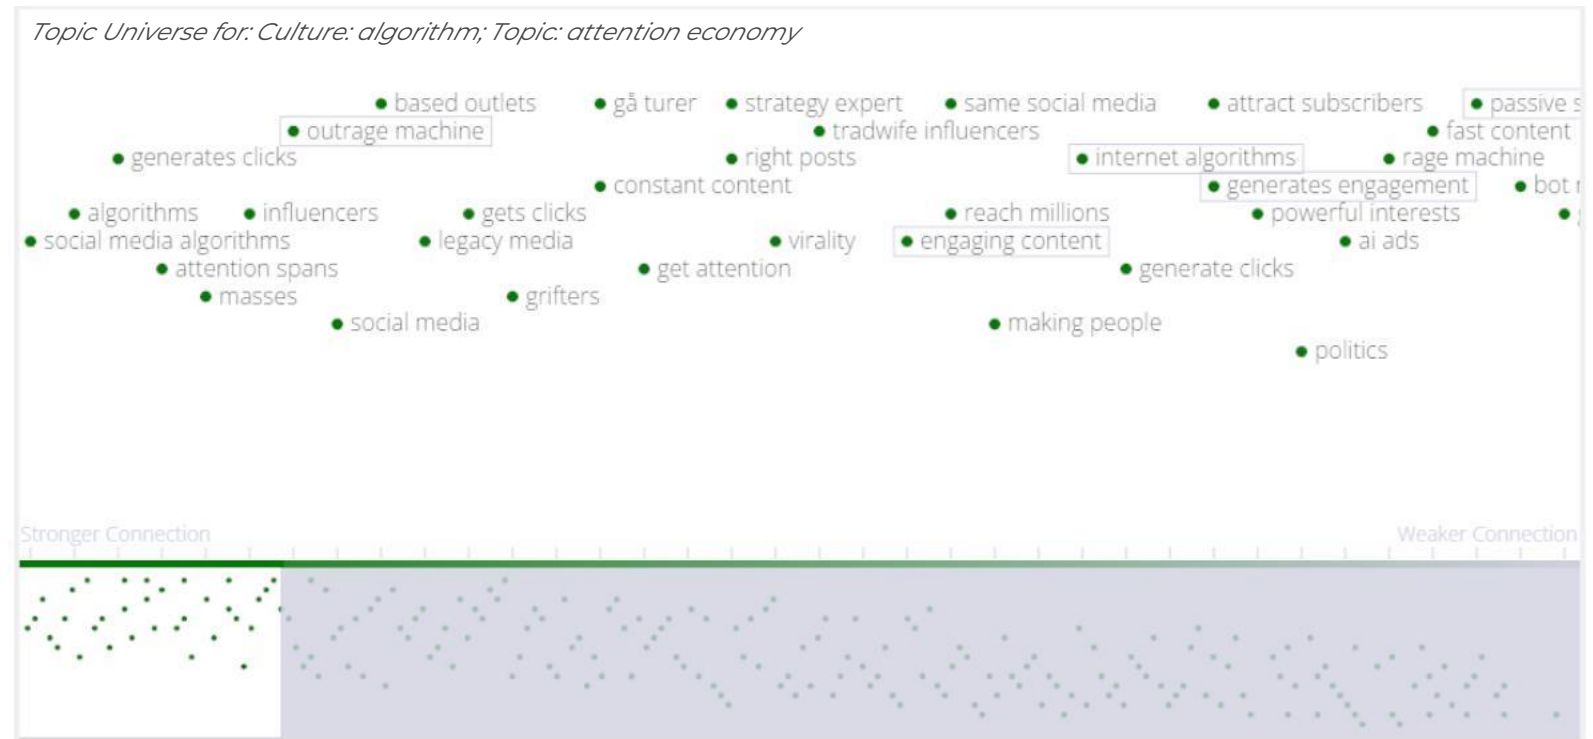 Topic Universe for: Culture: algorithm; Topic: attention economy
based outlets
gå turer
strategy expert
same social media
attract subscribers
passive s
outrage machine
tradwife influencers
fast content
generates clicks
right posts
internet algorithms
rage machine
constant content
generates engagement
bot r
algorithms
influencers
gets clicks
reach millions
powerful interests
social media algorithms
legacy media
virality
engaging content
ai ads
attention spans
get attention
generate clicks
masses
grifters
social media
making people
politics
Stronger Connection
Weaker Connection